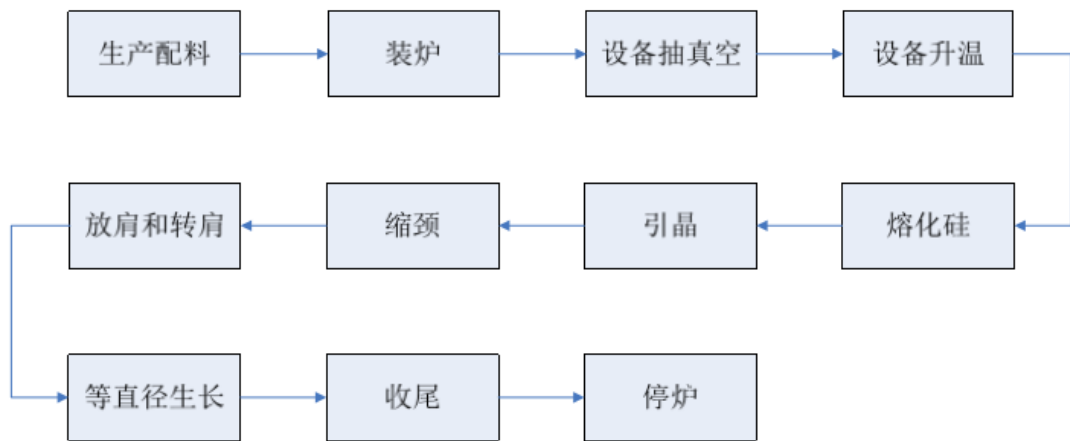 生产配料
装炉
设备抽真空
设备升温
熔化硅
引晶
缩颈
放肩和转肩
等直径生长
收尾
停炉